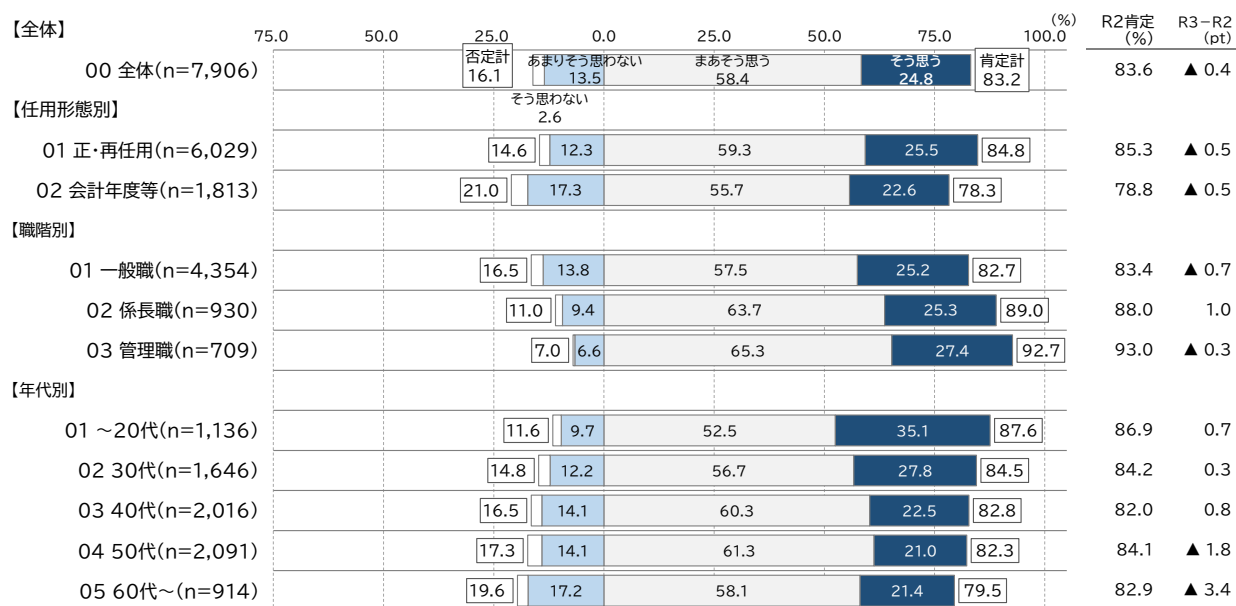 (%) R2肯定 R3－R2
【全体】 75.0 50.0 25.0 0.0 25.0 50.0 75.0 100.0 (%) (pt)
否定計 あまりそう思わない まあそう思う そう思う 肯定計
00 全体(n=7,906) 16.1 13.5 58.4 24.8 83.2 83.6 ▲ 0.4
そう思わない
【任用形態別】 2.6
01 正・再任用(n=6,029) 14.6 12.3 59.3 25.5 84.8 85.3 ▲ 0.5
02 会計年度等(n=1,813) 21.0 17.3 55.7 22.6 78.3 78.8 ▲ 0.5
【職階別】
01 一般職(n=4,354) 16.5 13.8 57.5 25.2 82.7 83.4 ▲ 0.7
02 係長職(n=930) 11.0 9.4 63.7 25.3 89.0 88.0 1.0
03 管理職(n=709) 7.0 6.6 65.3 27.4 92.7 93.0 ▲ 0.3
【年代別】
01 ～20代(n=1,136) 11.6 9.7 52.5 35.1 87.6 86.9 0.7
02 30代(n=1,646) 14.8 12.2 56.7 27.8 84.5 84.2 0.3
03 40代(n=2,016) 16.5 14.1 60.3 22.5 82.8 82.0 0.8
04 50代(n=2,091) 17.3 14.1 61.3 21.0 82.3 84.1 ▲ 1.8
05 60代～(n=914) 19.6 17.2 58.1 21.4 79.5 82.9 ▲ 3.4